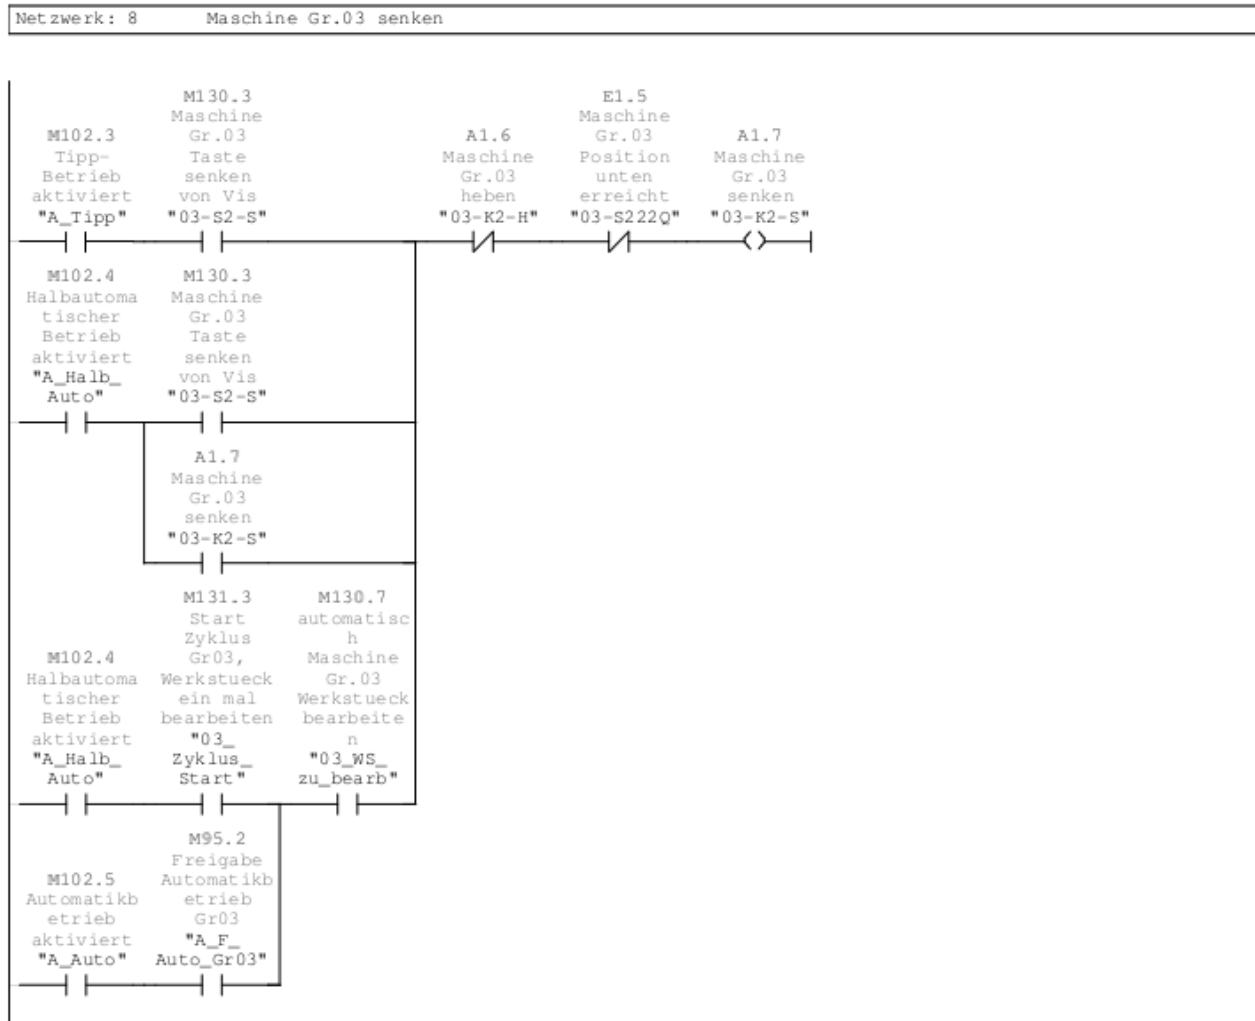 Netzwerk: 8 Maschine Gr.03 senken
M102.3
Tipp-
Betrieb
aktiviert
"A_Tipp"
M130.3
Maschine
Gr.03
Taste
senken
von Vis
"03-S2-S"
A1.6
Maschine
Gr.03
heben
"03-K2-H"
E1.5
Maschine
Gr.03
Position
unten
erreicht
"03-S222Q"
A1.7
Maschine
Gr.03
senken
"03-K2-S"
M102.4
Halbautoma
tischer
Betrieb
aktiviert
"A_Halb_
Auto"
M130.3
Maschine
Gr.03
Taste
senken
von Vis
"03-S2-S"
A1.7
Maschine
Gr.03
senken
"03-K2-S"
M102.4
Halbautoma
tischer
Betrieb
aktiviert
"A_Halb_
Auto"
M131.3
Start
Zyklus
Gr03,
Werkstueck
ein mal
bearbeiten
"03_
Zyklus_
Start"
M130.7
automatisc
h
Maschine
Gr.03
Werkstueck
bearbeite
n
"03_WS_
zu_bearb"
M102.5
Automatikb
etrieb
aktiviert
"A_Auto"
M95.2
Freigabe
Automatikb
etrieb
Gr03
"A_F_
Auto_Gr03"